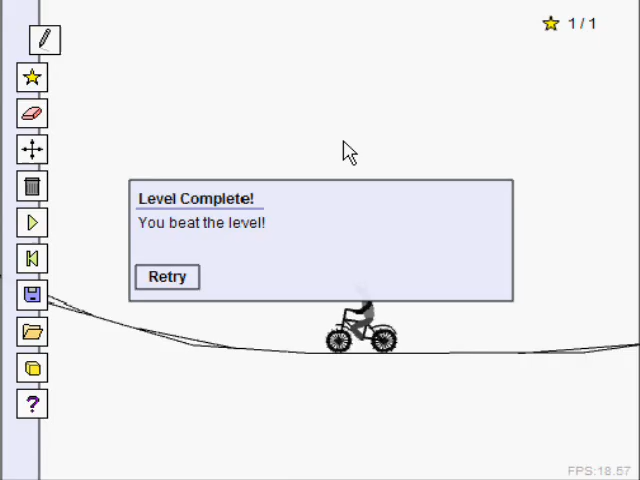 1 / 1
Level Complete!
You beat the level!
Retry
?
FPS:18.57